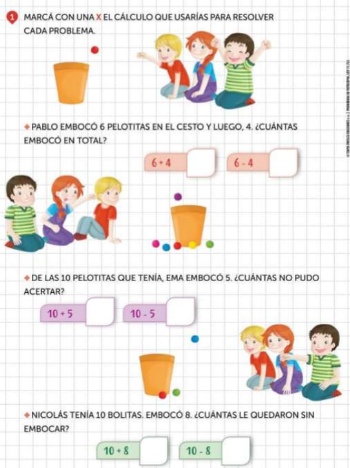 1 MARCÁ CON UNA X EL CÁLCULO QUE USARÍAS PARA RESOLVER
CADA PROBLEMA.
PABLO EMBOCÓ 6 PELOTITAS EN EL CESTO Y LUEGO, 4. ¿CUÁNTAS
EMBOCÓ EN TOTAL?
6 + 4 6 - 4
DE LAS 10 PELOTITAS QUE TENÍA, EMA EMBOCÓ 5. ¿CUÁNTAS NO PUDO
ACERTAR?
10 + 5 10 - 5
NICOLÁS TENÍA 10 BOLITAS. EMBOCÓ 8. ¿CUÁNTAS LE QUEDARON SIN
EMBOCAR?
10 + 8 10 - 8